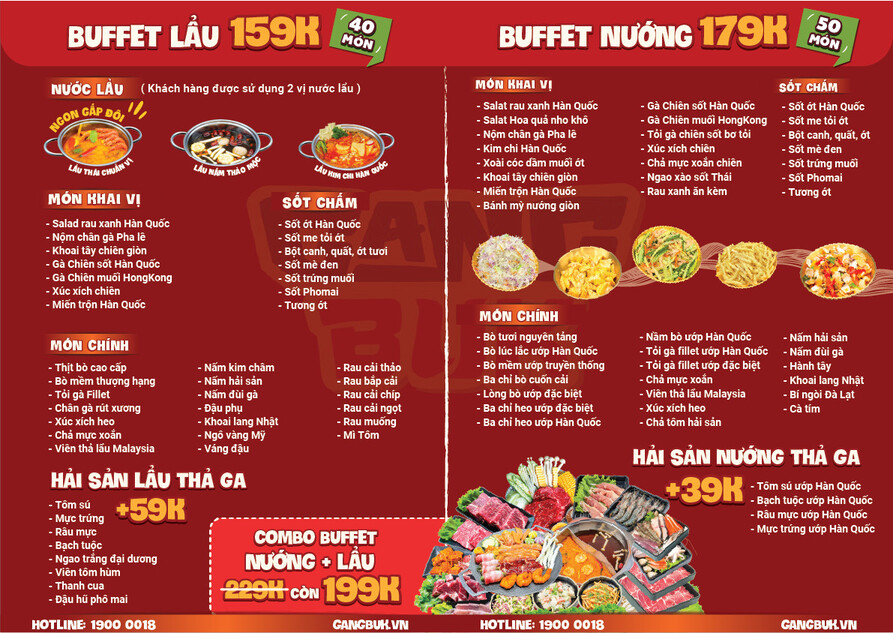 BUFFET LẨU 159K
40 MÓN
NƯỚC LẨU ( Khách hàng được sử dụng 2 vị nước lẩu )
NGON GẤP ĐÔI
LẨU THÁI CHUẨN VỊ
LẨU NẤM THẢO MỘC
LẨU KIM CHI HÀN QUỐC
MÓN KHAI VỊ
- Salad rau xanh Hàn Quốc
- Nộm chân gà Pha lê
- Khoai tây chiên giòn
- Gà Chiên sốt Hàn Quốc
- Gà Chiên muối HongKong
- Xúc xích chiên
- Miến trộn Hàn Quốc
SỐT CHẤM
- Sốt ớt Hàn Quốc
- Sốt me tỏi ớt
- Bột canh, quất, ớt tươi
- Sốt mè đen
- Sốt trứng muối
- Sốt Phomai
- Tương ớt
MÓN CHÍNH
- Thịt bò cao cấp
- Bò mềm thượng hạng
- Tỏi gà Fillet
- Chân gà rút xương
- Xúc xích heo
- Chả mực xoắn
- Viên thả lẩu Malaysia
- Nấm kim châm
- Nấm hải sản
- Nấm đùi gà
- Đậu phụ
- Khoai lang Nhật
- Ngô vàng Mỹ
- Váng đậu
- Rau cải thảo
- Rau bắp cải
- Rau cải chíp
- Rau cải ngọt
- Rau muống
- Mì Tôm
HẢI SẢN LẨU THẢ GA
+59K
- Tôm sú
- Mực trứng
- Râu mực
- Bạch tuộc
- Ngao trắng đại dương
- Viên tôm hùm
- Thanh cua
- Đậu hũ phô mai
COMBO BUFFET
NƯỚNG + LẨU
229K CÒN 199K
HOTLINE: 1900 0018
GANGBUK.VN
BUFFET NƯỚNG 179K
50 MÓN
MÓN KHAI VỊ
- Salat rau xanh Hàn Quốc
- Salat Hoa quả nho khô
- Nộm chân gà Pha lê
- Kim chi Hàn Quốc
- Xoài cóc dầm muối ớt
- Khoai tây chiên giòn
- Miến trộn Hàn Quốc
- Bánh mỳ nướng giòn
- Gà Chiên sốt Hàn Quốc
- Gà Chiên muối HongKong
- Tỏi gà chiên sốt bơ tỏi
- Xúc xích chiên
- Chả mực xoắn chiên
- Ngao xào sốt Thái
- Rau xanh ăn kèm
SỐT CHẤM
- Sốt ớt Hàn Quốc
- Sốt me tỏi ớt
- Bột canh, quất, ớt
- Sốt mè đen
- Sốt trứng muối
- Sốt Phomai
- Tương ớt
MÓN CHÍNH
- Bò tươi nguyên tảng
- Bò lúc lắc ướp Hàn Quốc
- Bò mềm ướp truyền thống
- Ba chỉ bò cuốn cải
- Lòng bò ướp đặc biệt
- Ba chỉ heo ướp đặc biệt
- Ba chỉ heo ướp Hàn Quốc
- Nầm bò ướp Hàn Quốc
- Tỏi gà fillet ướp Hàn Quốc
- Tỏi gà fillet ướp đặc biệt
- Chả mực xoắn
- Viên thả lẩu Malaysia
- Xúc xích heo
- Chả tôm hải sản
- Nấm hải sản
- Nấm đùi gà
- Hành tây
- Khoai lang Nhật
- Bí ngòi Đà Lạt
- Cà tím
HẢI SẢN NƯỚNG THẢ GA
+39K
- Tôm sú ướp Hàn Quốc
- Bạch tuộc ướp Hàn Quốc
- Râu mực ướp Hàn Quốc
- Mực trứng ướp Hàn Quốc
HOTLINE: 1900 0018
GANGBUK.VN